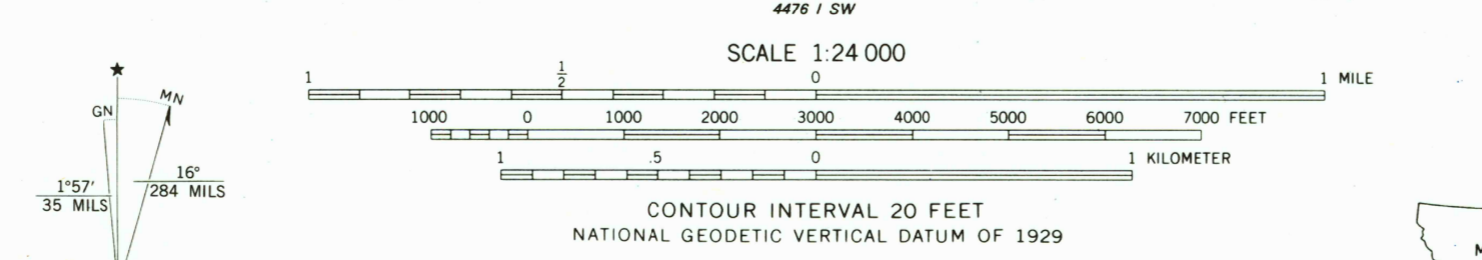 4476 I SW
SCALE 1:24 000
1 1/2 0 1 MILE
1000 0 1000 2000 3000 4000 5000 6000 7000 FEET
1 .5 0 1 KILOMETER
CONTOUR INTERVAL 20 FEET
NATIONAL GEODETIC VERTICAL DATUM OF 1929
★
GN MN
1°57′ 16°
35 MILS 284 MILS
M